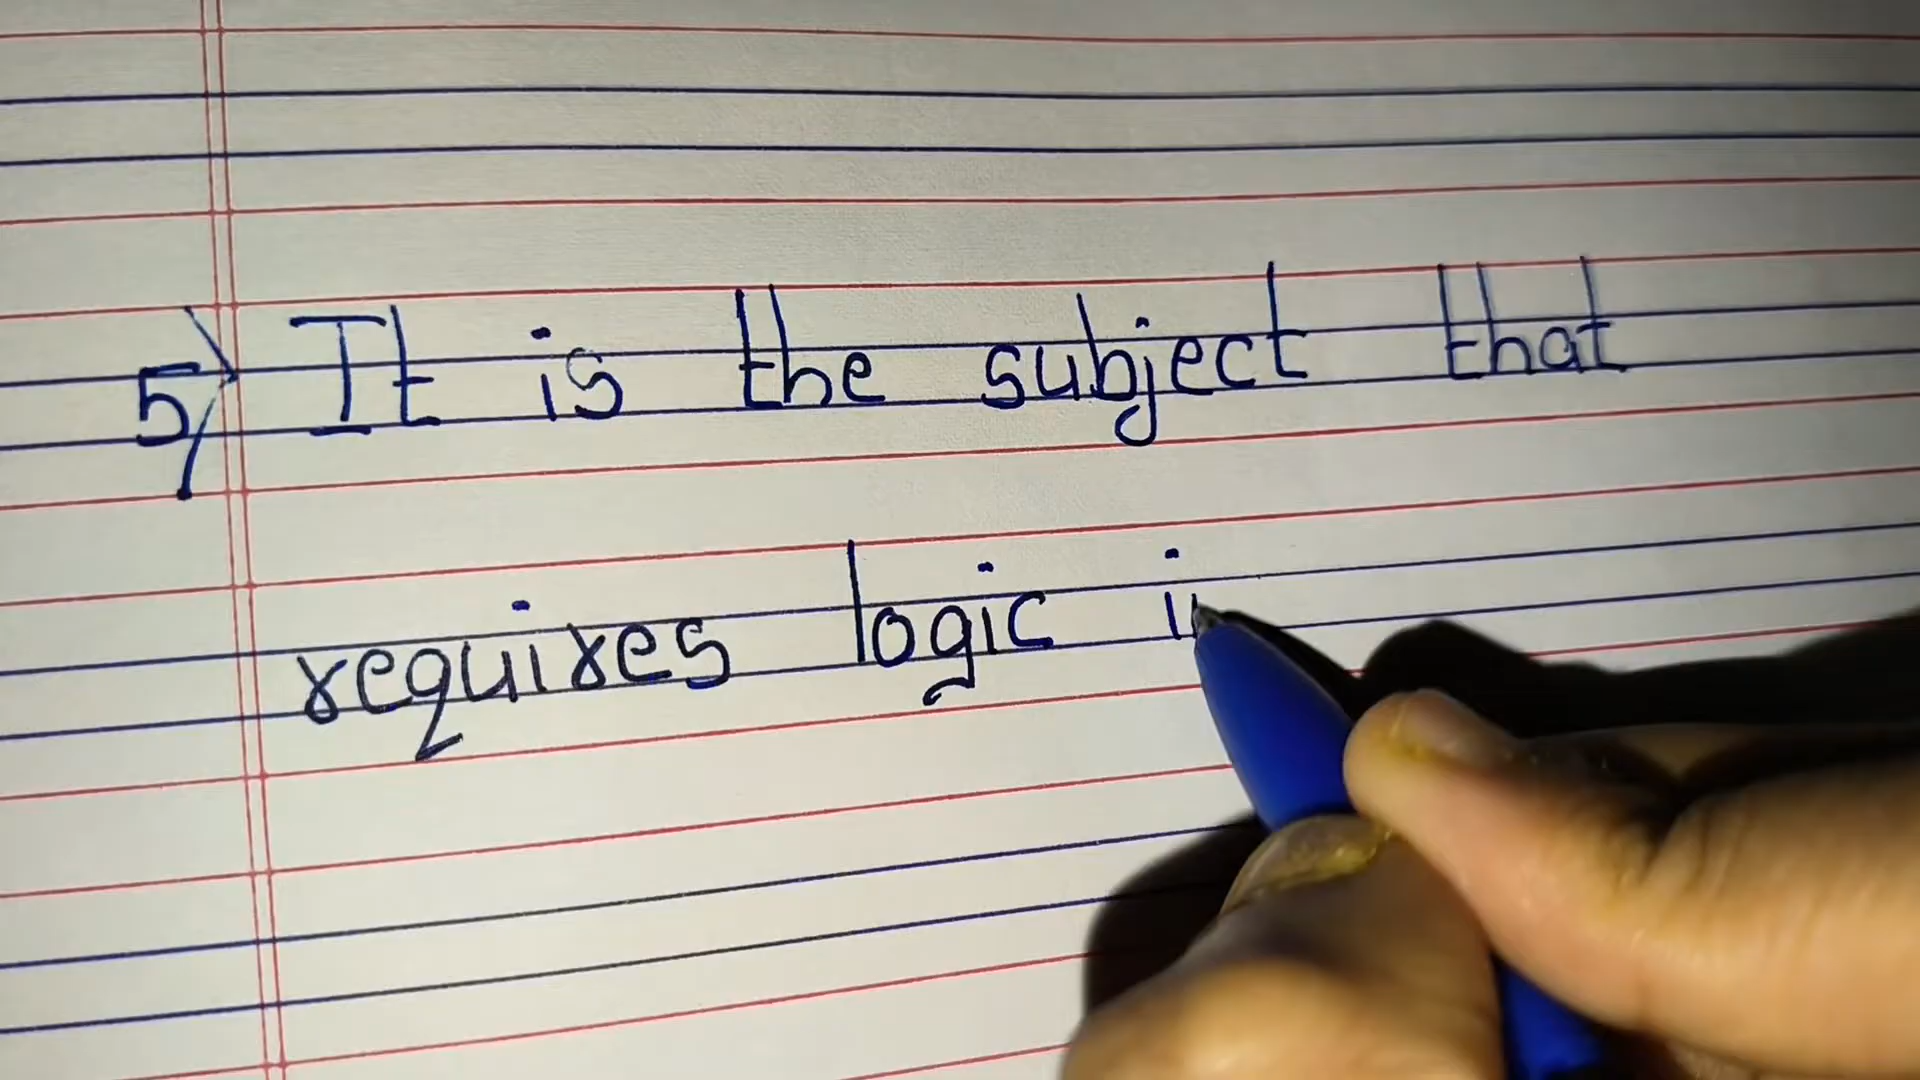 5) It is the subject that
requires logic